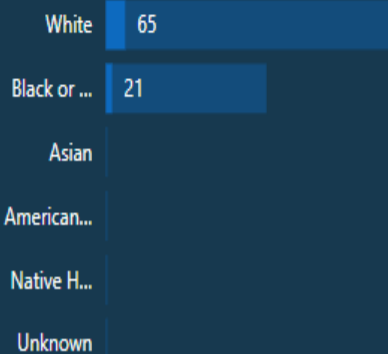 White 65
Black or ... 21
Asian
American...
Native H...
Unknown